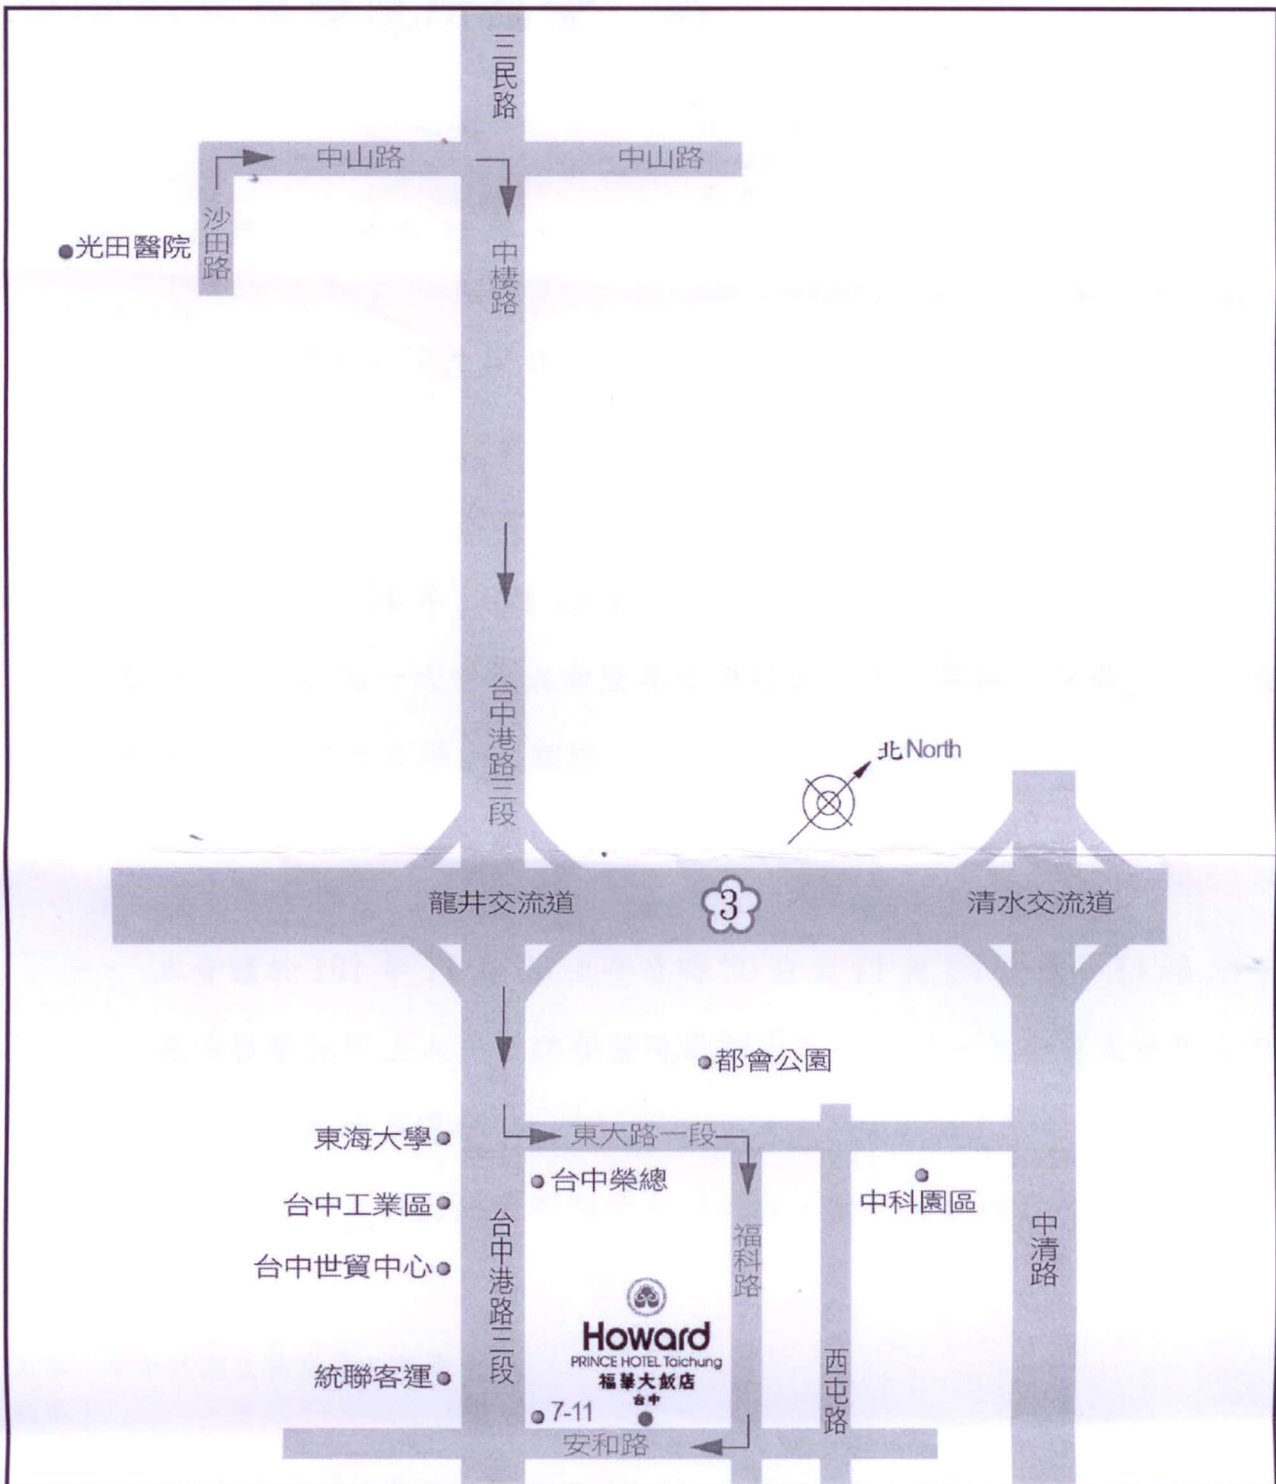 三民路
中山路
中山路
沙田路
光田醫院
中棲路
台中港路三段
北 North
龍井交流道
3
清水交流道
都會公園
東海大學
東大路一段
台中榮總
中科園區
台中工業區
台中港路三段
福科路
中清路
台中世貿中心
Howard
PRINCE HOTEL Taichung
福華大飯店
台中
西屯路
統聯客運
7-11
安和路